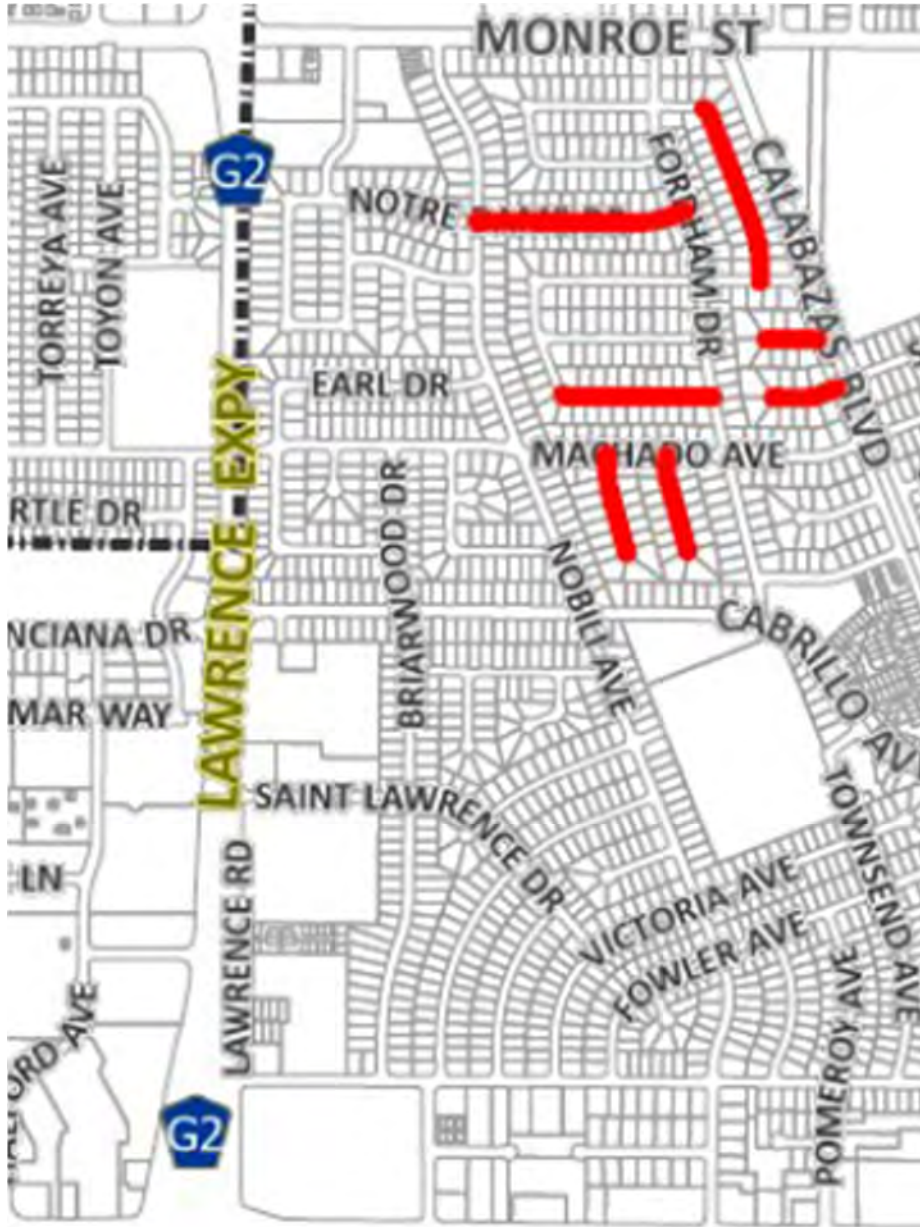 MONROE ST
G2
TORREYA AVE
TOYON AVE
NOTRE
FORDHAM DR
CALABAZAS BLVD
EARL DR
LAWRENCE EXPY
MACHADO AVE
RTLE DR
BRIARWOOD DR
NOBILI AVE
NCIANA DR
CABRILLO AV
MAR WAY
SAINT LAWRENCE DR
TOWNSEND AVE
LN
LAWRENCE RD
VICTORIA AVE
FOWLER AVE
POMEROY AVE
FORD AVE
G2